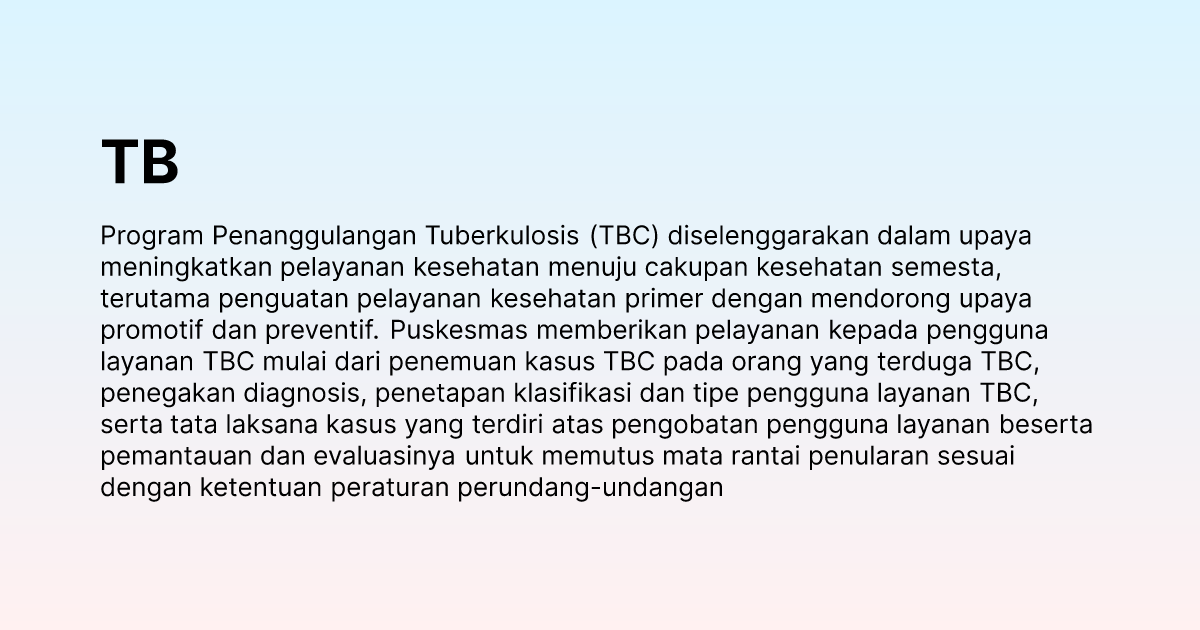 TB
Program Penanggulangan Tuberkulosis (TBC) diselenggarakan dalam upaya
meningkatkan pelayanan kesehatan menuju cakupan kesehatan semesta,
terutama penguatan pelayanan kesehatan primer dengan mendorong upaya
promotif dan preventif. Puskesmas memberikan pelayanan kepada pengguna
layanan TBC mulai dari penemuan kasus TBC pada orang yang terduga TBC,
penegakan diagnosis, penetapan klasifikasi dan tipe pengguna layanan TBC,
serta tata laksana kasus yang terdiri atas pengobatan pengguna layanan beserta
pemantauan dan evaluasinya untuk memutus mata rantai penularan sesuai
dengan ketentuan peraturan perundang-undangan